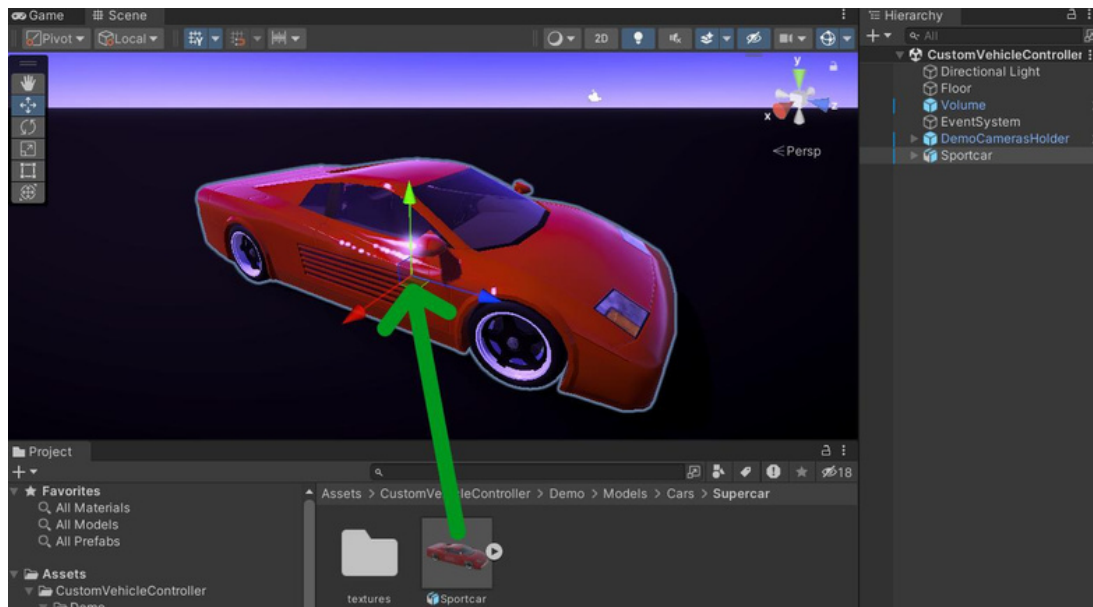 Game Scene
Pivot Local 2D
y
x z
Persp
Hierarchy
All
CustomVehicleController
Directional Light
Floor
Volume
EventSystem
DemoCamerasHolder
Sportcar
Project
18
Favorites
All Materials
All Models
All Prefabs
Assets
CustomVehicleController
Demo
Assets > CustomVehicleController > Demo > Models > Cars > Supercar
textures
Sportcar